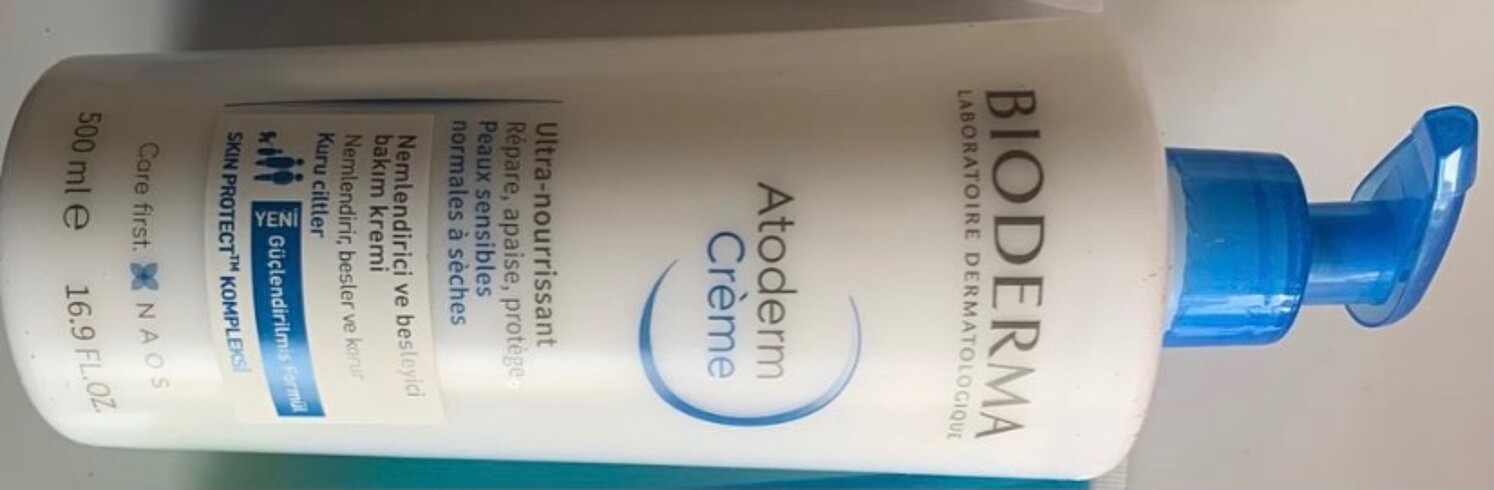 BIODERMA
LABORATOIRE DERMATOLOGIQUE
Atoderm
Crème
Ultra-nourrissant
Répare, apaise, protège
Peaux sensibles
normales à sèches
Nemlendirici ve besleyici
bakım kremi
Nemlendirir, besler ve korur
Kuru ciltler
YENİ Güçlendirilmiş Formül
SKIN PROTECT™ KOMPLEKSİ
Care first. NAOS
500 ml e 16.9 FL.OZ.